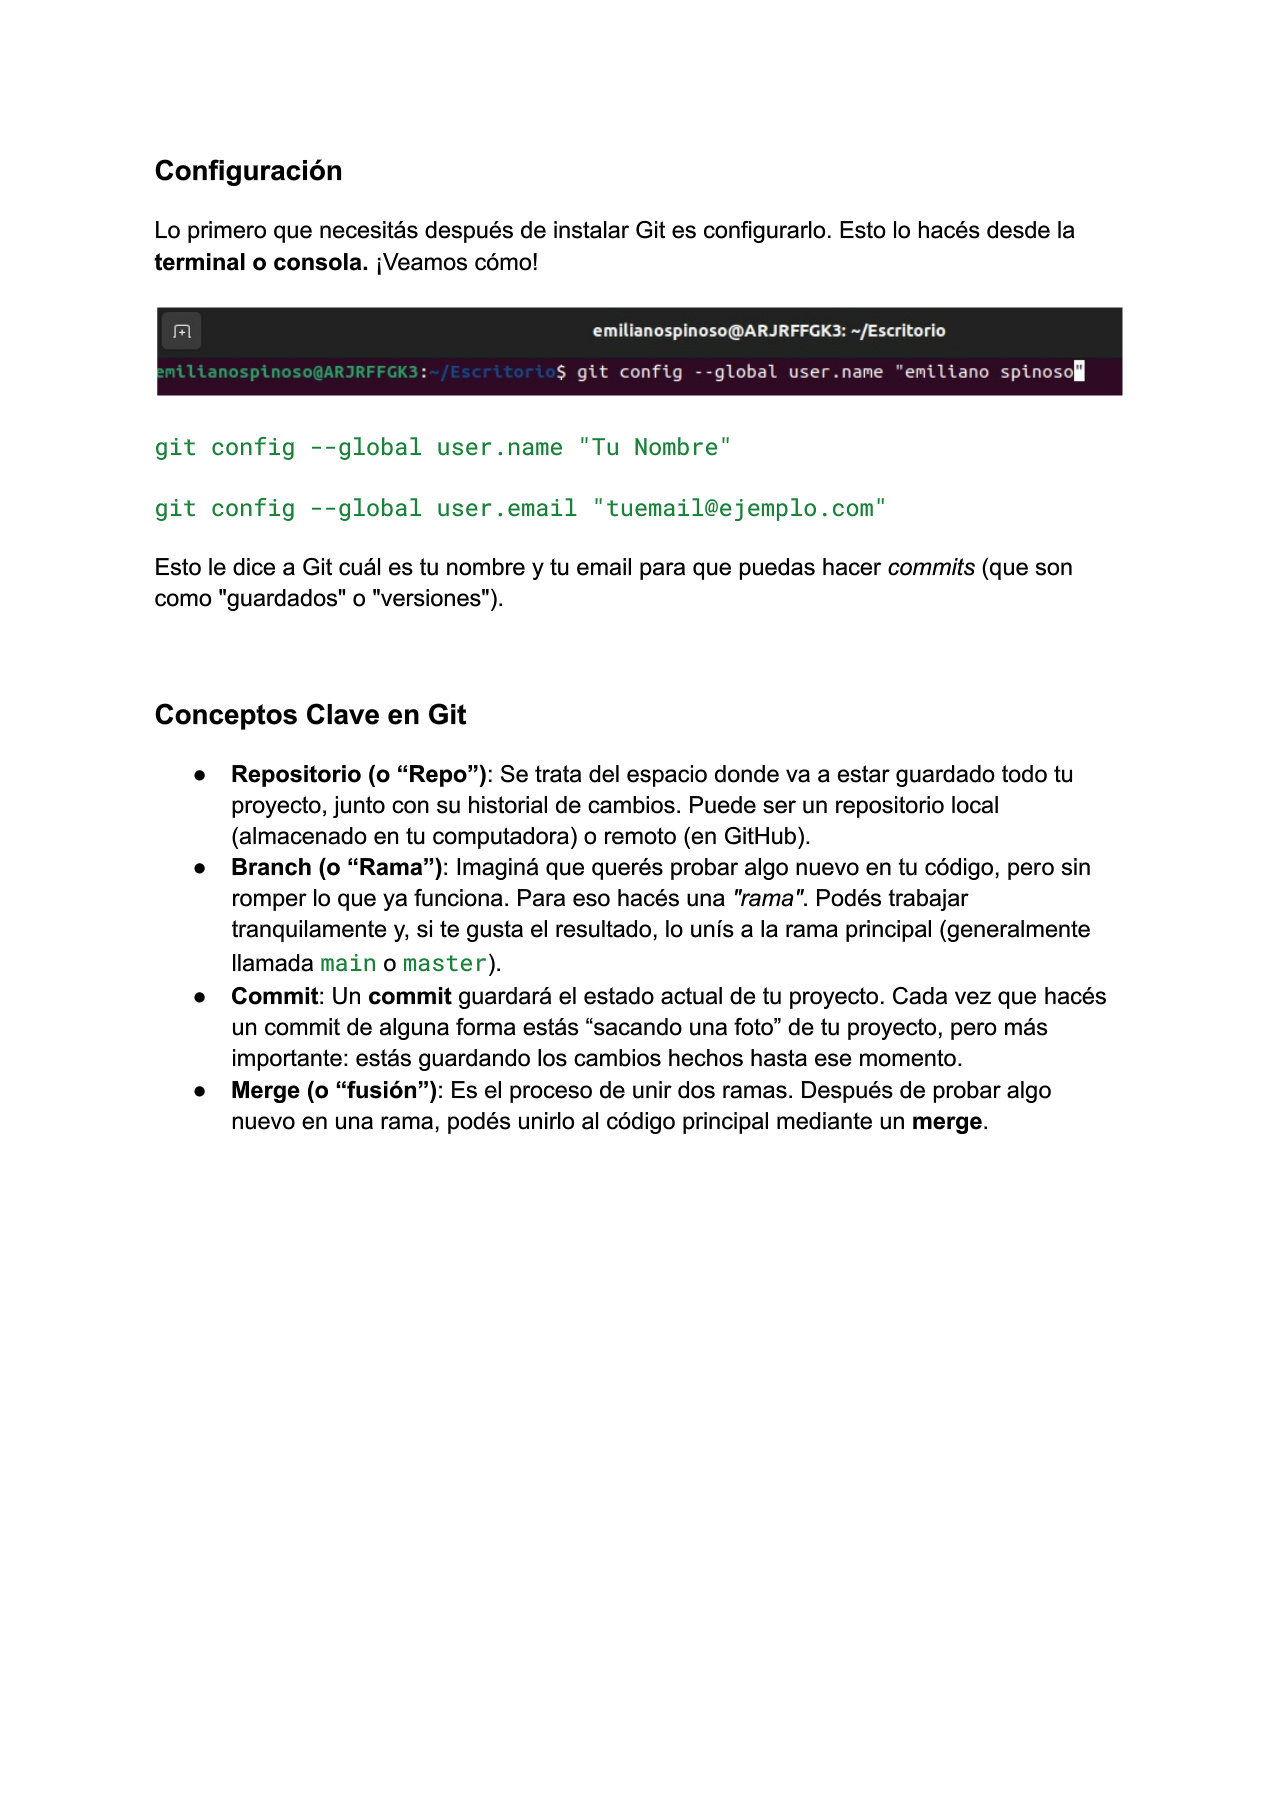 Configuración
Lo primero que necesitás después de instalar Git es configurarlo. Esto lo hacés desde la
terminal o consola. ¡Veamos cómo!
emilianospinoso@ARJRFFGK3: ~/Escritorio
emilianospinoso@ARJRFFGK3:~/Escritorio$ git config --global user.name "emiliano spinoso"
git config --global user.name "Tu Nombre"
git config --global user.email "tuemail@ejemplo.com"
Esto le dice a Git cuál es tu nombre y tu email para que puedas hacer commits (que son
como "guardados" o "versiones").
Conceptos Clave en Git
● Repositorio (o “Repo”): Se trata del espacio donde va a estar guardado todo tu
proyecto, junto con su historial de cambios. Puede ser un repositorio local
(almacenado en tu computadora) o remoto (en GitHub).
● Branch (o “Rama”): Imaginá que querés probar algo nuevo en tu código, pero sin
romper lo que ya funciona. Para eso hacés una "rama". Podés trabajar
tranquilamente y, si te gusta el resultado, lo unís a la rama principal (generalmente
llamada main o master).
● Commit: Un commit guardará el estado actual de tu proyecto. Cada vez que hacés
un commit de alguna forma estás “sacando una foto” de tu proyecto, pero más
importante: estás guardando los cambios hechos hasta ese momento.
● Merge (o “fusión”): Es el proceso de unir dos ramas. Después de probar algo
nuevo en una rama, podés unirlo al código principal mediante un merge.